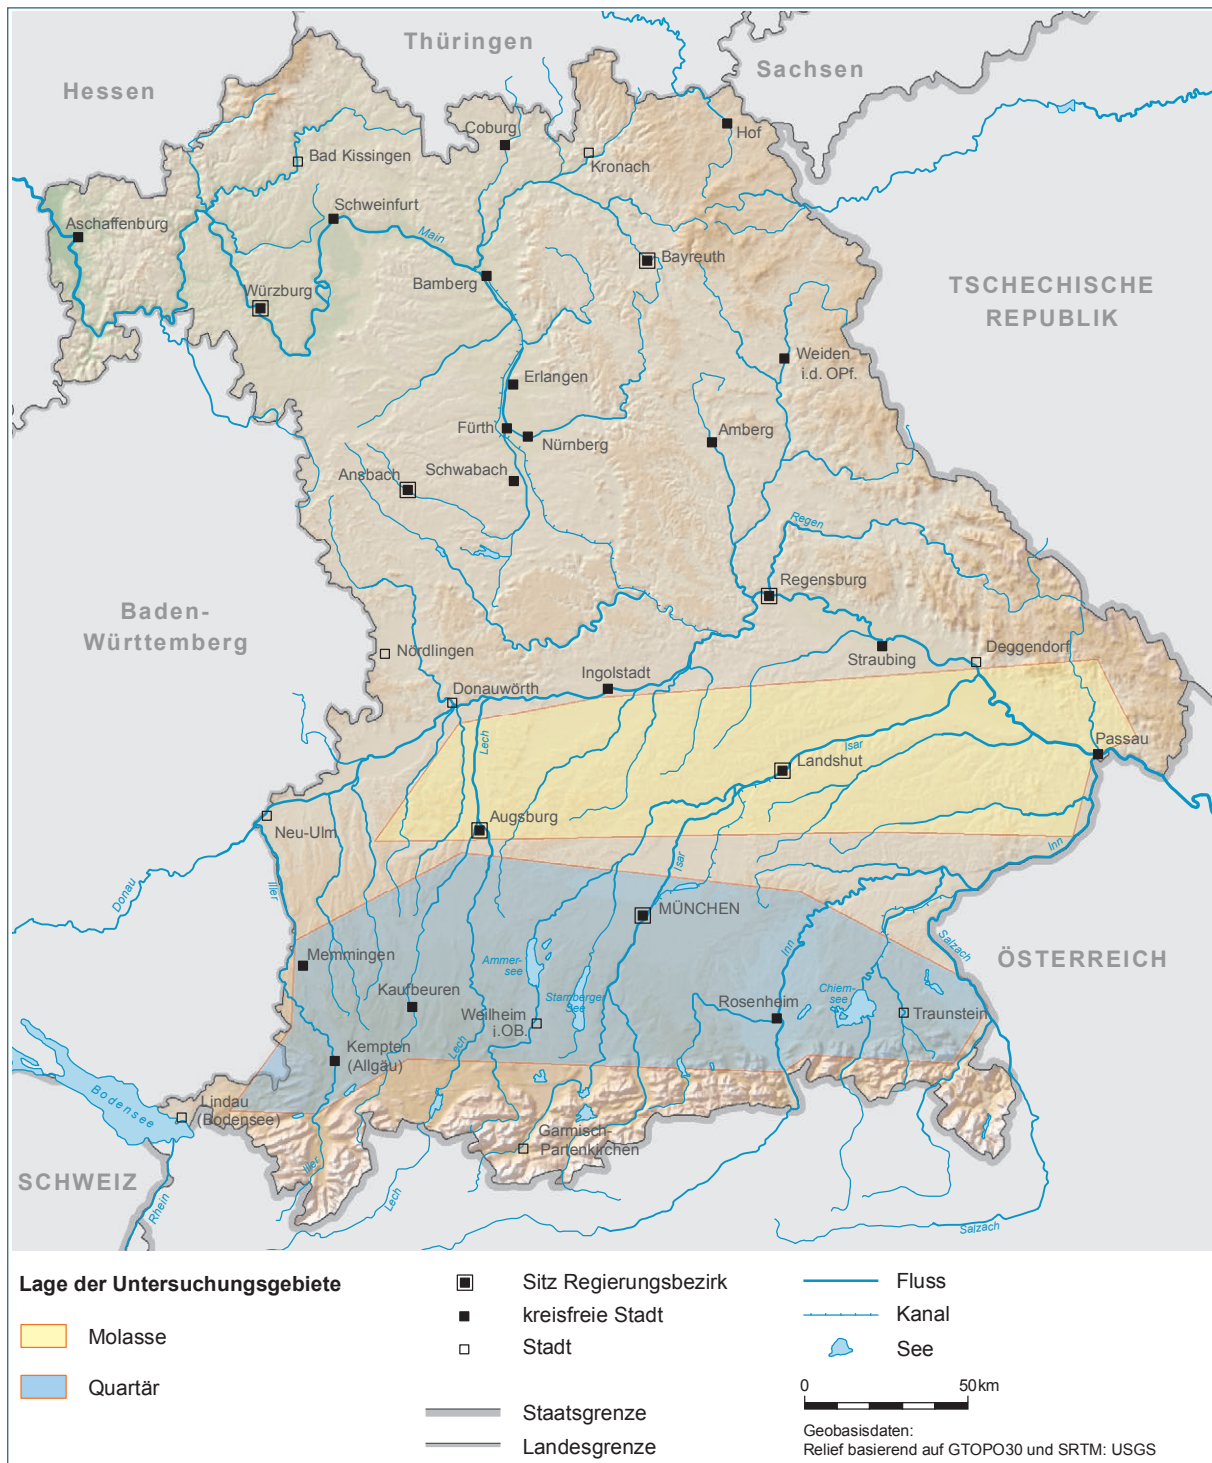 Thüringen
Sachsen
Hessen
Coburg
Hof
Bad Kissingen
Kronach
Schweinfurt
Aschaffenburg
Main
Bayreuth
Bamberg
Würzburg
TSCHECHISCHE
REPUBLIK
Weiden
i.d. OPf.
Erlangen
Fürth
Nürnberg
Amberg
Schwabach
Ansbach
Regen
Regensburg
Baden-
Württemberg
Nördlingen
Straubing
Deggendorf
Ingolstadt
Donauwörth
Lech
Isar
Passau
Landshut
Augsburg
Neu-Ulm
Inn
Isar
Donau
Iller
MÜNCHEN
Salzach
Inn
ÖSTERREICH
Memmingen
Ammer-
see
Kaufbeuren
Starnberger
See
Chiem-
see
Rosenheim
Weilheim
i.OB.
Traunstein
Lech
Kempten
(Allgäu)
Bodensee
Lindau
(Bodensee)
Garmisch-
Partenkirchen
Iller
SCHWEIZ
Rhein
Lech
Salzach
Lage der Untersuchungsgebiete
Molasse
Quartär
Sitz Regierungsbezirk
kreisfreie Stadt
Stadt
Staatsgrenze
Landesgrenze
Fluss
Kanal
See
0 50km
Geobasisdaten:
Relief basierend auf GTOPO30 und SRTM: USGS